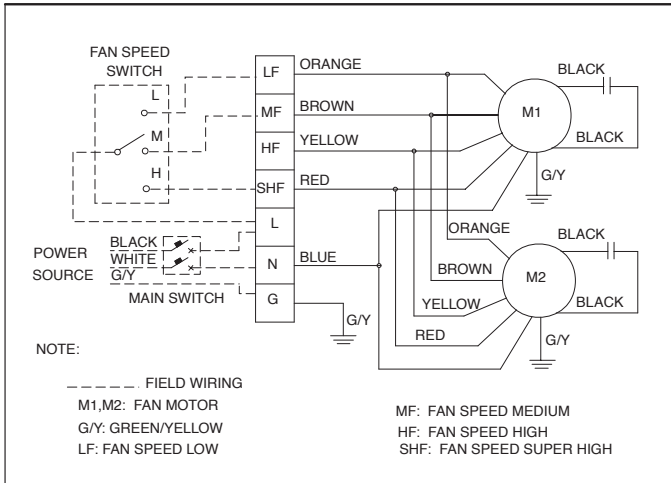 FAN SPEED
SWITCH
L
M
H
LF
MF
HF
SHF
L
N
G
ORANGE
BROWN
YELLOW
RED
BLUE
G/Y
M1
BLACK
BLACK
G/Y
ORANGE
BROWN
YELLOW
RED
M2
BLACK
BLACK
G/Y
POWER
SOURCE
BLACK
WHITE
G/Y
MAIN SWITCH
NOTE:
FIELD WIRING
M1,M2: FAN MOTOR
G/Y: GREEN/YELLOW
LF: FAN SPEED LOW
MF: FAN SPEED MEDIUM
HF: FAN SPEED HIGH
SHF: FAN SPEED SUPER HIGH